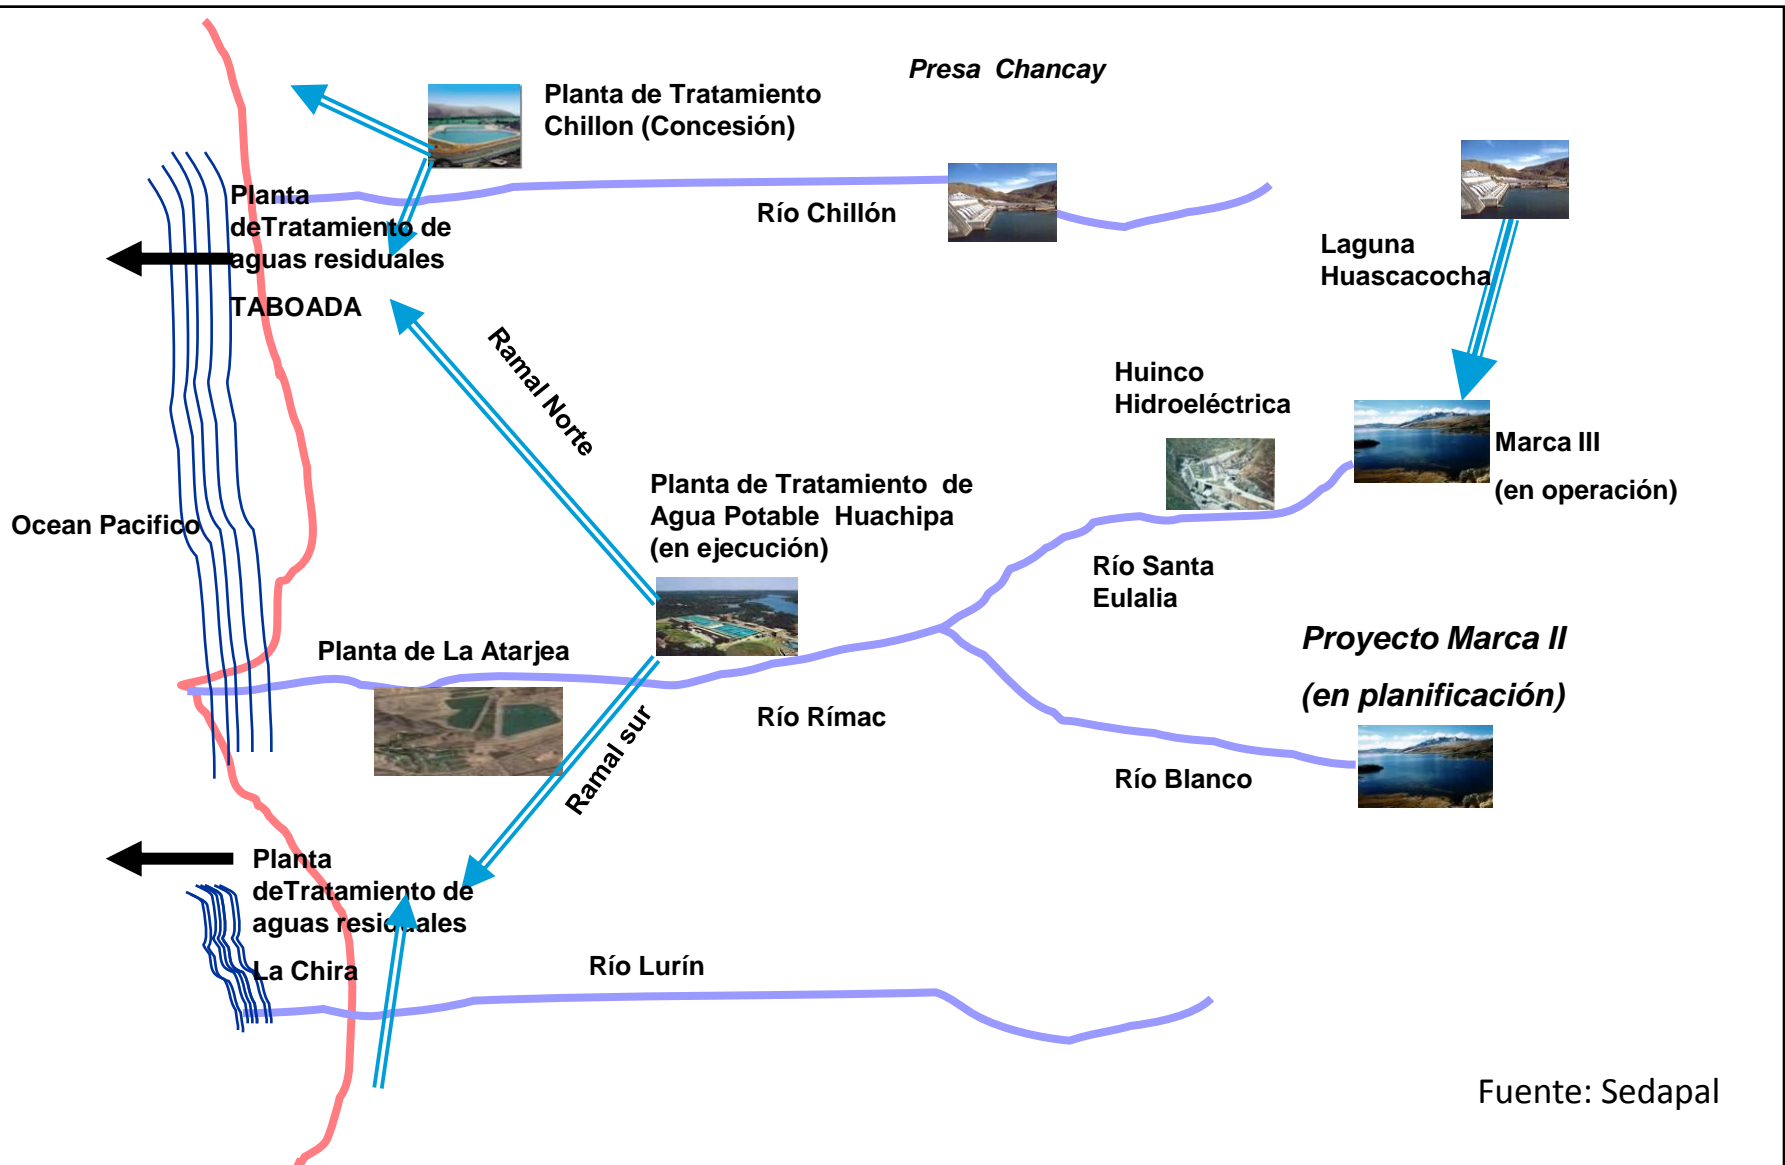 Presa Chancay
Planta de Tratamiento
Chillon (Concesión)
Planta
deTratamiento de
aguas residuales
TABOADA
Río Chillón
Laguna
Huascacocha
Ramal Norte
Huinco
Hidroeléctrica
Marca III
(en operación)
Ocean Pacifico
Planta de Tratamiento de
Agua Potable Huachipa
(en ejecución)
Río Santa
Eulalia
Planta de La Atarjea
Proyecto Marca II
(en planificación)
Río Rímac
Ramal sur
Río Blanco
Planta
deTratamiento de
aguas residuales
La Chira
Río Lurín
Fuente: Sedapal